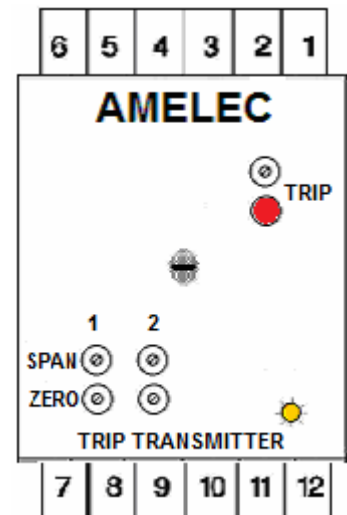 6 5 4 3 2 1
AMELEC
TRIP
1 2
SPAN
ZERO
TRIP TRANSMITTER
7 8 9 10 11 12